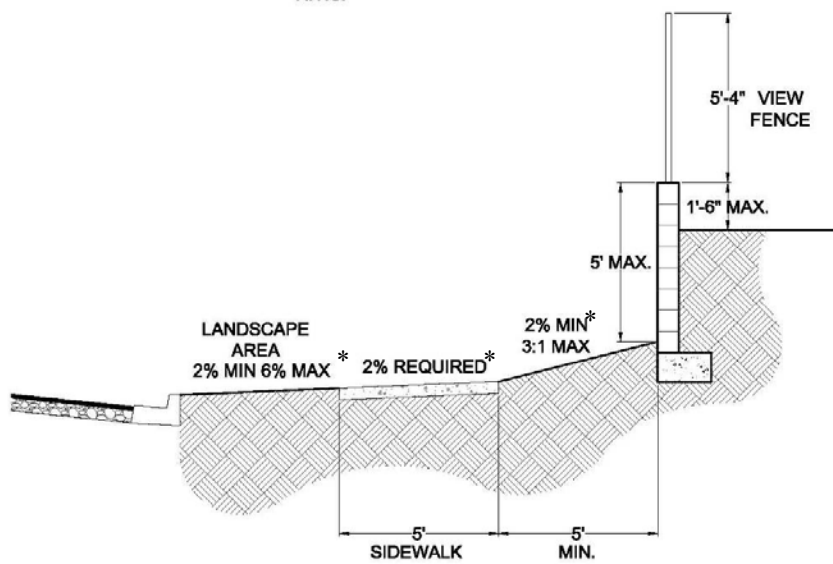 5'-4" VIEW
FENCE
1'-6" MAX.
5' MAX.
LANDSCAPE
AREA
2% MIN 6% MAX *
2% REQUIRED*
2% MIN*
3:1 MAX
5'
SIDEWALK
5'
MIN.